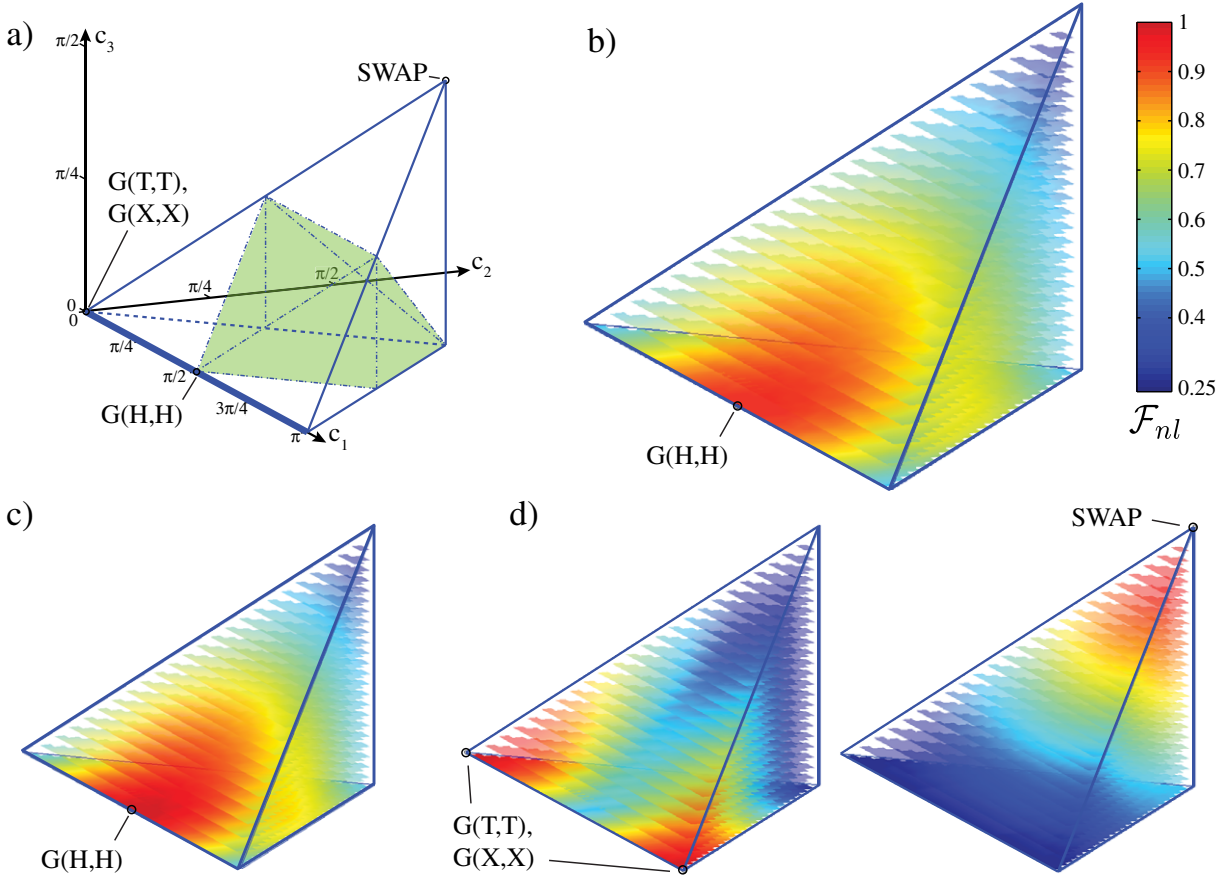 a)
π/2
c₃
SWAP
π/4
G(T,T),
G(X,X)
0
0
π/4
π/2
c₂
π/4
π/2
G(H,H)
3π/4
π
c₁
b)
G(H,H)
1
0.9
0.8
0.7
0.6
0.5
0.4
0.25
𝓕ₙₗ
c)
G(H,H)
d)
G(T,T),
G(X,X)
SWAP